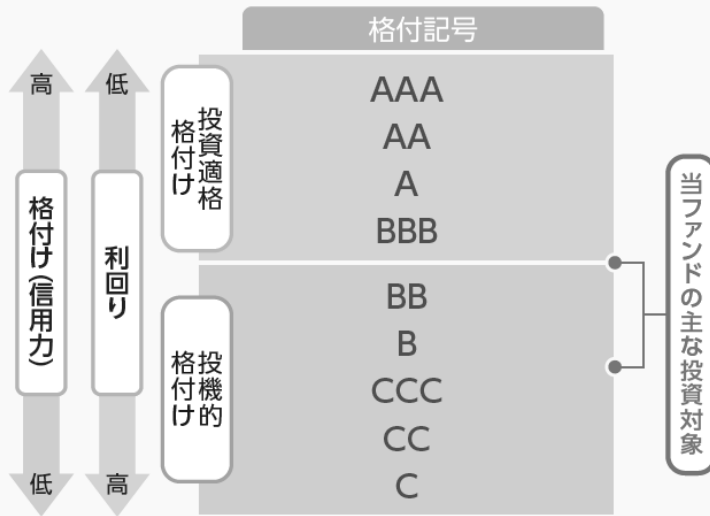 格付記号
高
格付け(信用力)
低
低
利回り
高
投資適格
格付け
AAA
AA
A
BBB
投機的
格付け
BB
B
CCC
CC
C
当ファンドの主な投資対象